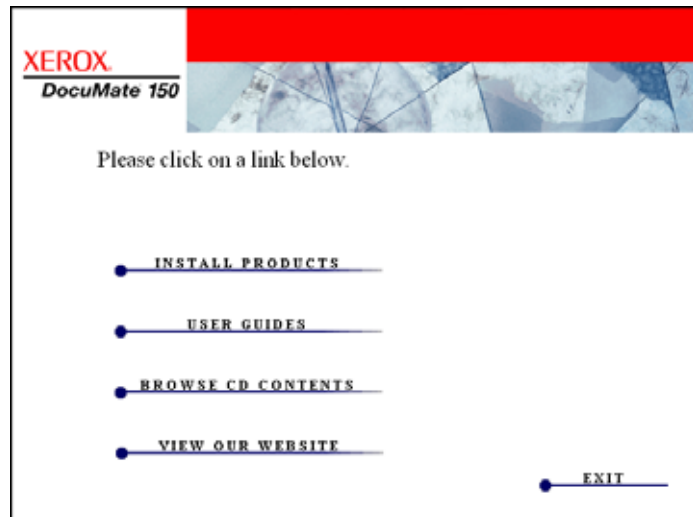 XEROX.
DocuMate 150
Please click on a link below.
INSTALL PRODUCTS
USER GUIDES
BROWSE CD CONTENTS
VIEW OUR WEBSITE
EXIT